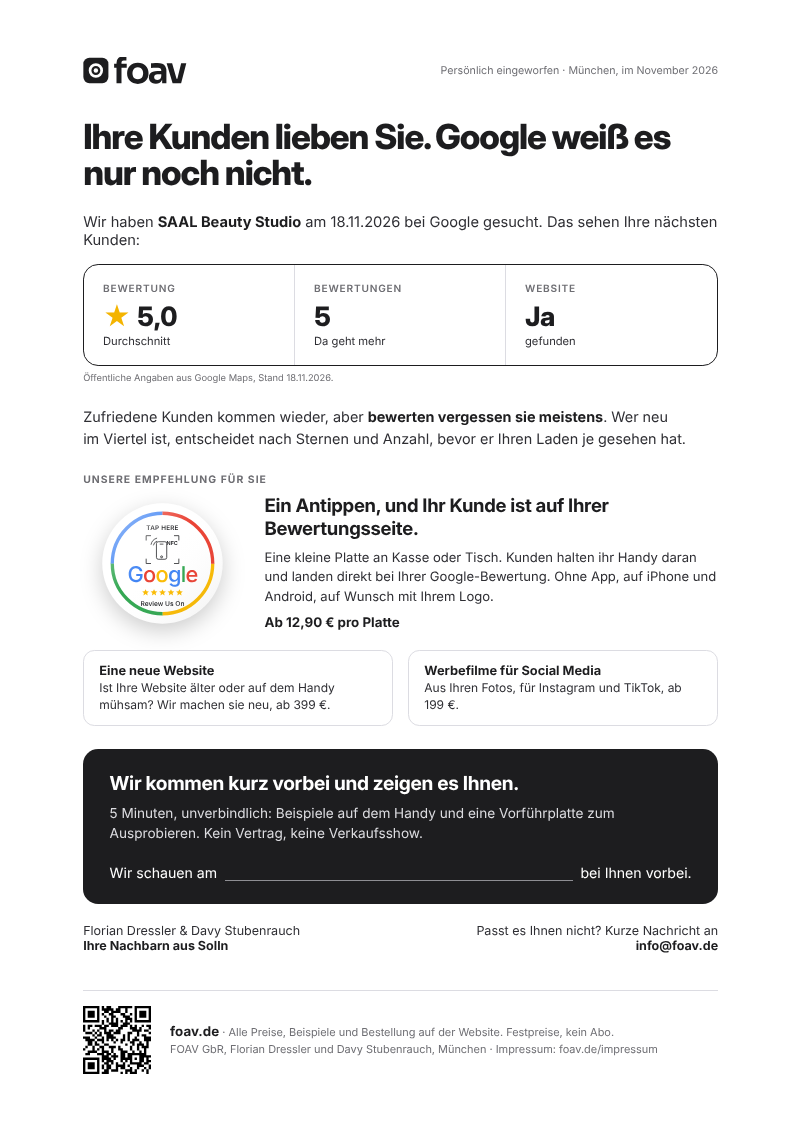 foav
Persönlich eingeworfen · München, im November 2026
Ihre Kunden lieben Sie. Google weiß es
nur noch nicht.
Wir haben SAAL Beauty Studio am 18.11.2026 bei Google gesucht. Das sehen Ihre nächsten
Kunden:
BEWERTUNG
★ 5,0
Durchschnitt
BEWERTUNGEN
5
Da geht mehr
WEBSITE
Ja
gefunden
Öffentliche Angaben aus Google Maps, Stand 18.11.2026.
Zufriedene Kunden kommen wieder, aber bewerten vergessen sie meistens. Wer neu
im Viertel ist, entscheidet nach Sternen und Anzahl, bevor er Ihren Laden je gesehen hat.
UNSERE EMPFEHLUNG FÜR SIE
TAP HERE
NFC
Google
★★★★★
Review Us On
Ein Antippen, und Ihr Kunde ist auf Ihrer
Bewertungsseite.
Eine kleine Platte an Kasse oder Tisch. Kunden halten ihr Handy daran
und landen direkt bei Ihrer Google-Bewertung. Ohne App, auf iPhone und
Android, auf Wunsch mit Ihrem Logo.
Ab 12,90 € pro Platte
Eine neue Website
Ist Ihre Website älter oder auf dem Handy
mühsam? Wir machen sie neu, ab 399 €.
Werbefilme für Social Media
Aus Ihren Fotos, für Instagram und TikTok, ab
199 €.
Wir kommen kurz vorbei und zeigen es Ihnen.
5 Minuten, unverbindlich: Beispiele auf dem Handy und eine Vorführplatte zum
Ausprobieren. Kein Vertrag, keine Verkaufsshow.
Wir schauen am bei Ihnen vorbei.
Florian Dressler & Davy Stubenrauch
Ihre Nachbarn aus Solln
Passt es Ihnen nicht? Kurze Nachricht an
info@foav.de
foav.de · Alle Preise, Beispiele und Bestellung auf der Website. Festpreise, kein Abo.
FOAV GbR, Florian Dressler und Davy Stubenrauch, München · Impressum: foav.de/impressum